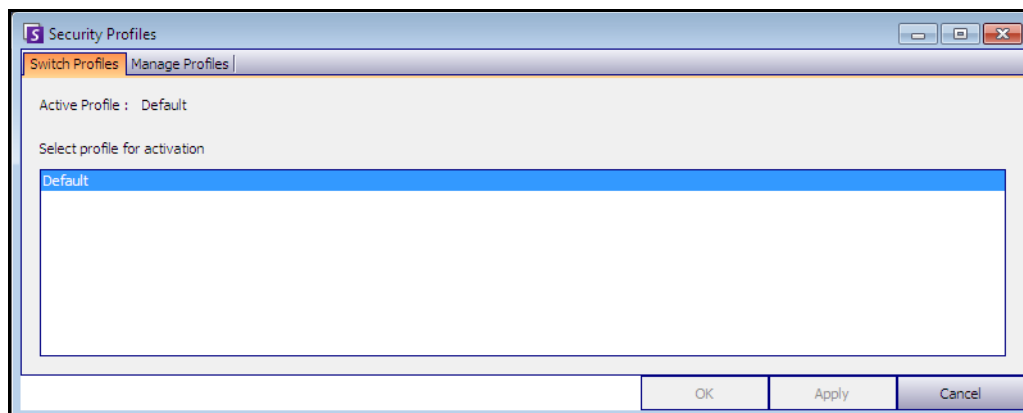 Security Profiles
Switch Profiles Manage Profiles
Active Profile : Default
Select profile for activation
Default
OK Apply Cancel